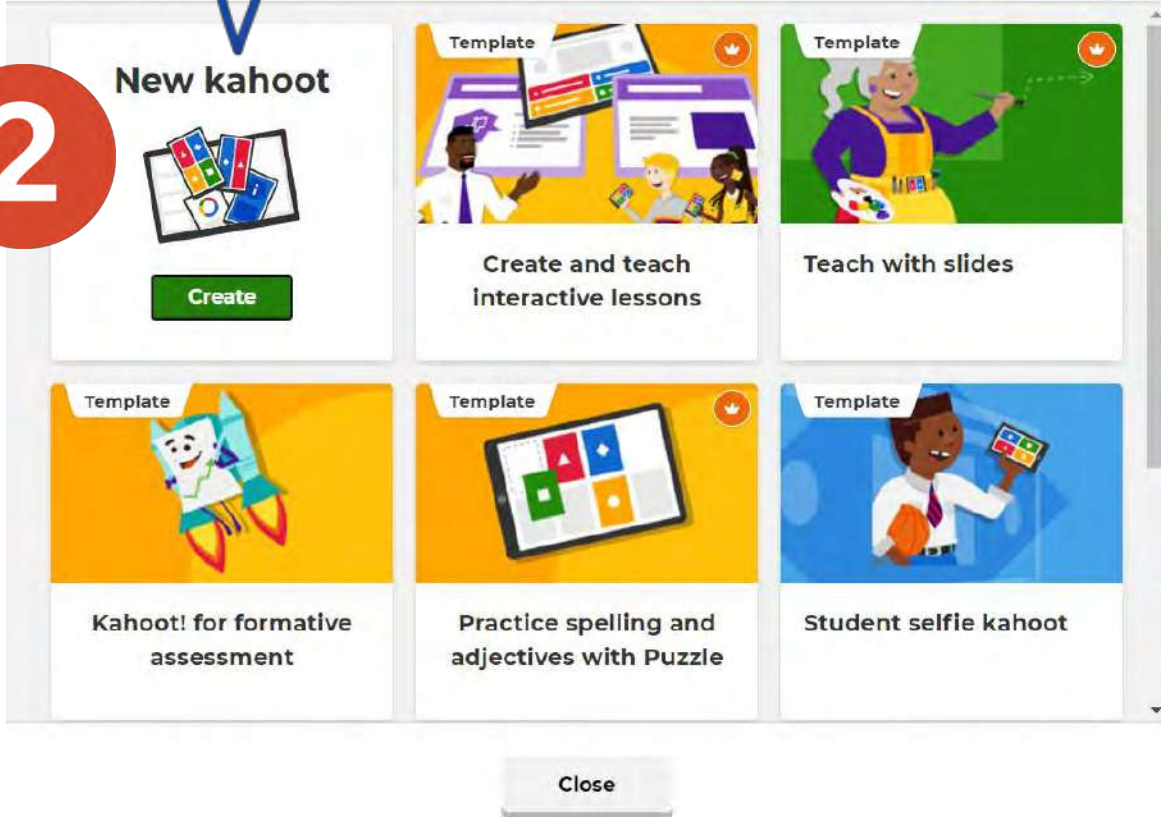 2
New kahoot
Create
Template
Create and teach
interactive lessons
Template
Teach with slides
Template
Kahoot! for formative
assessment
Template
Practice spelling and
adjectives with Puzzle
Template
Student selfie kahoot
Close